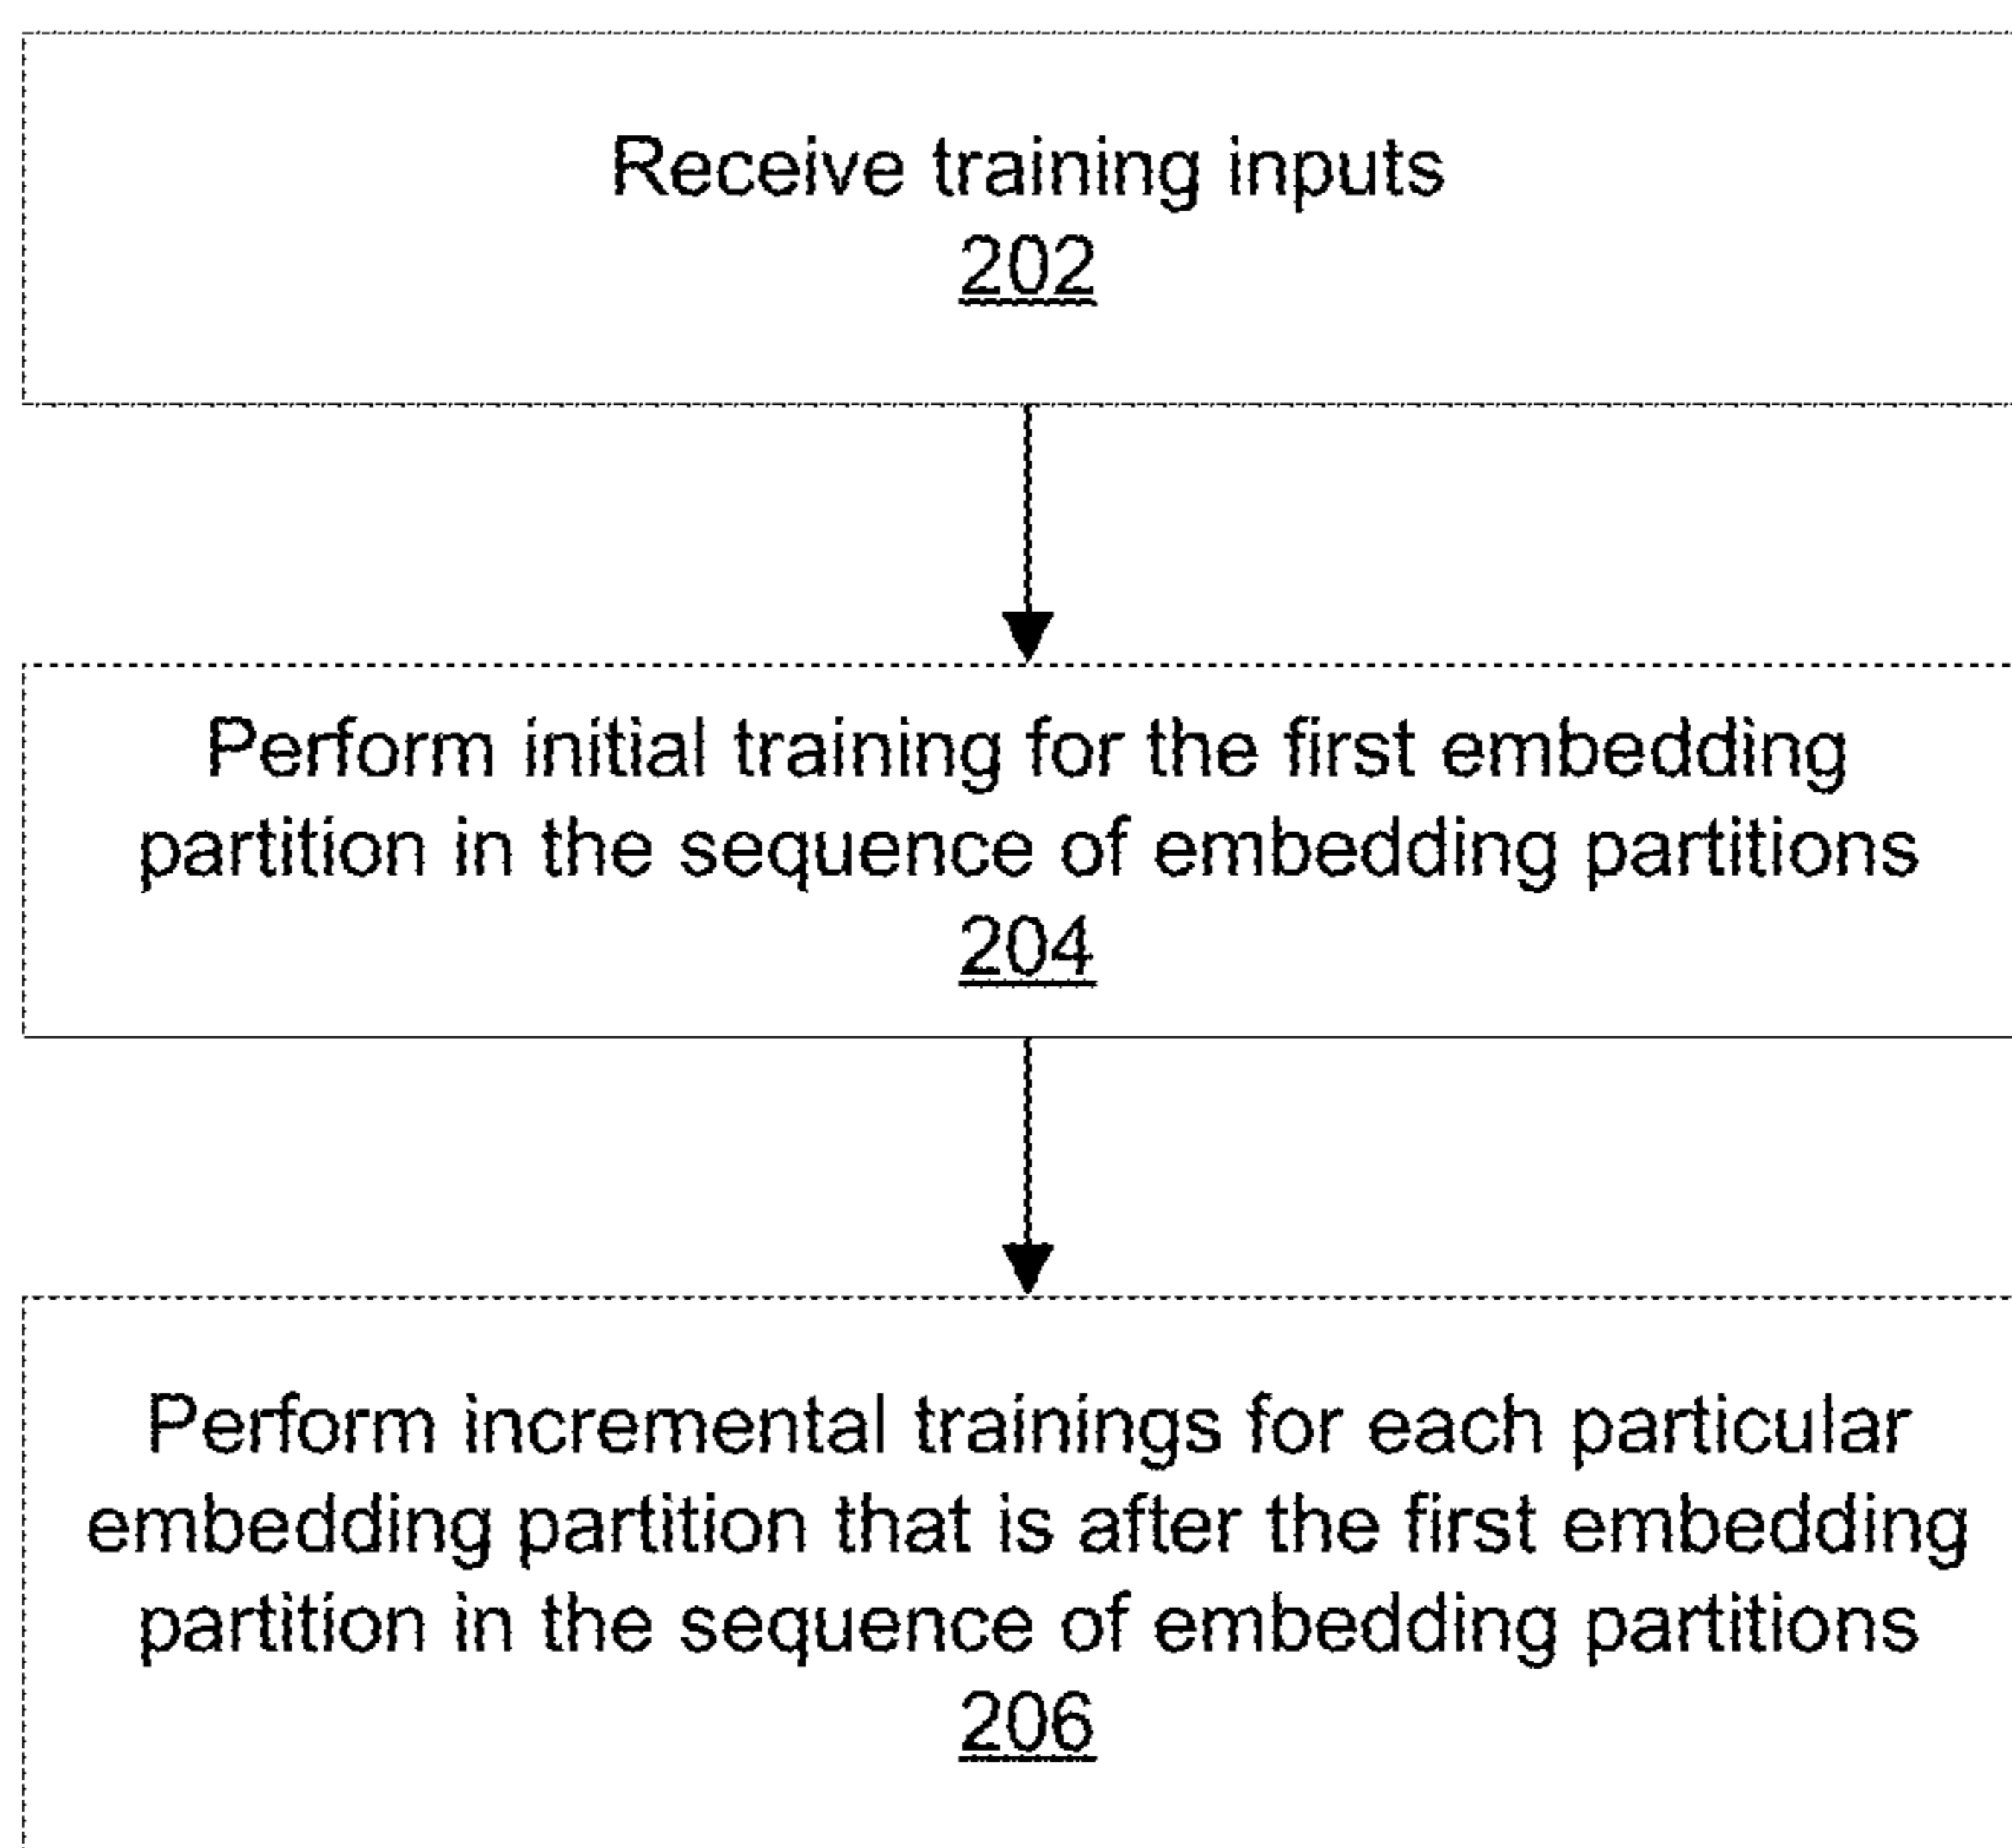 Receive training inputs
202
Perform initial training for the first embedding
partition in the sequence of embedding partitions
204
Perform incremental trainings for each particular
embedding partition that is after the first embedding
partition in the sequence of embedding partitions
206